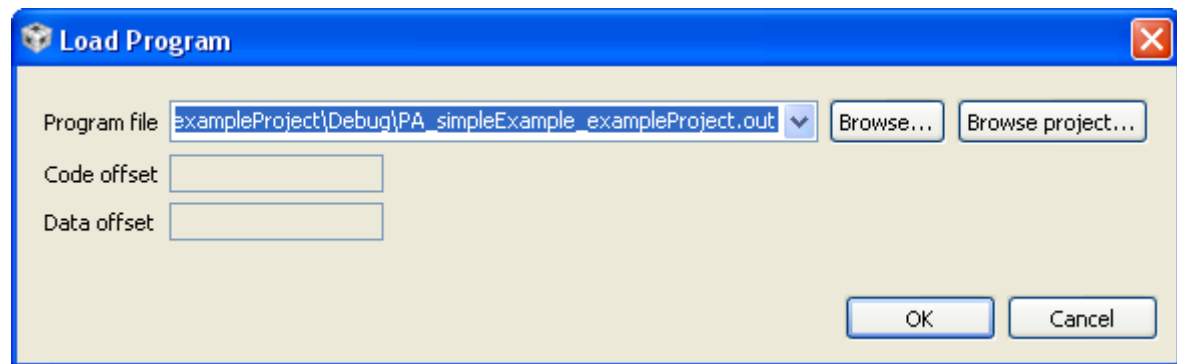 Load Program
Program file exampleProject\Debug\PA_simpleExample_exampleProject.out Browse... Browse project...
Code offset
Data offset
OK Cancel